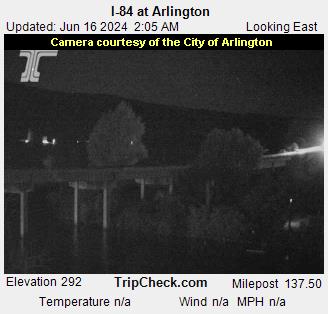 I-84 at Arlington
Updated: Jun 16 2024 2:05 AM Looking East
Camera courtesy of the City of Arlington
Elevation 292 TripCheck.com Milepost 137.50
Temperature n/a Wind n/a MPH n/a